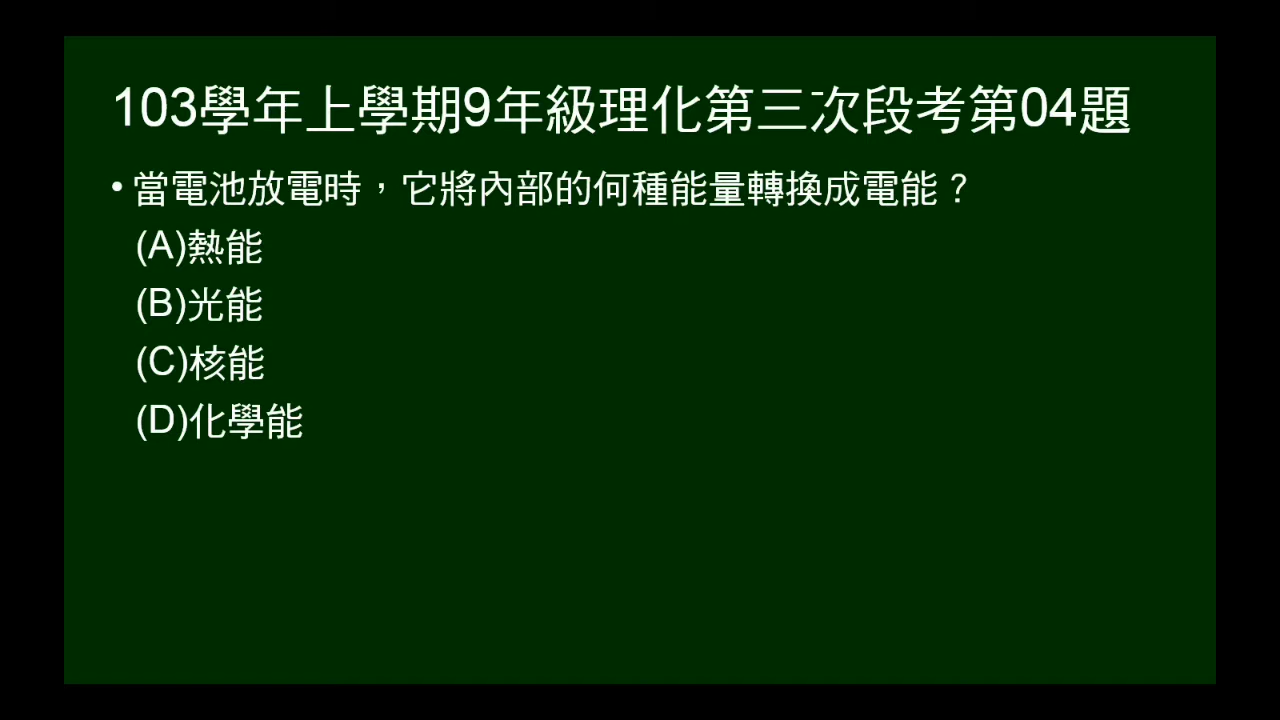 103學年上學期9年級理化第三次段考第04題
•當電池放電時，它將內部的何種能量轉換成電能？
(A)熱能
(B)光能
(C)核能
(D)化學能